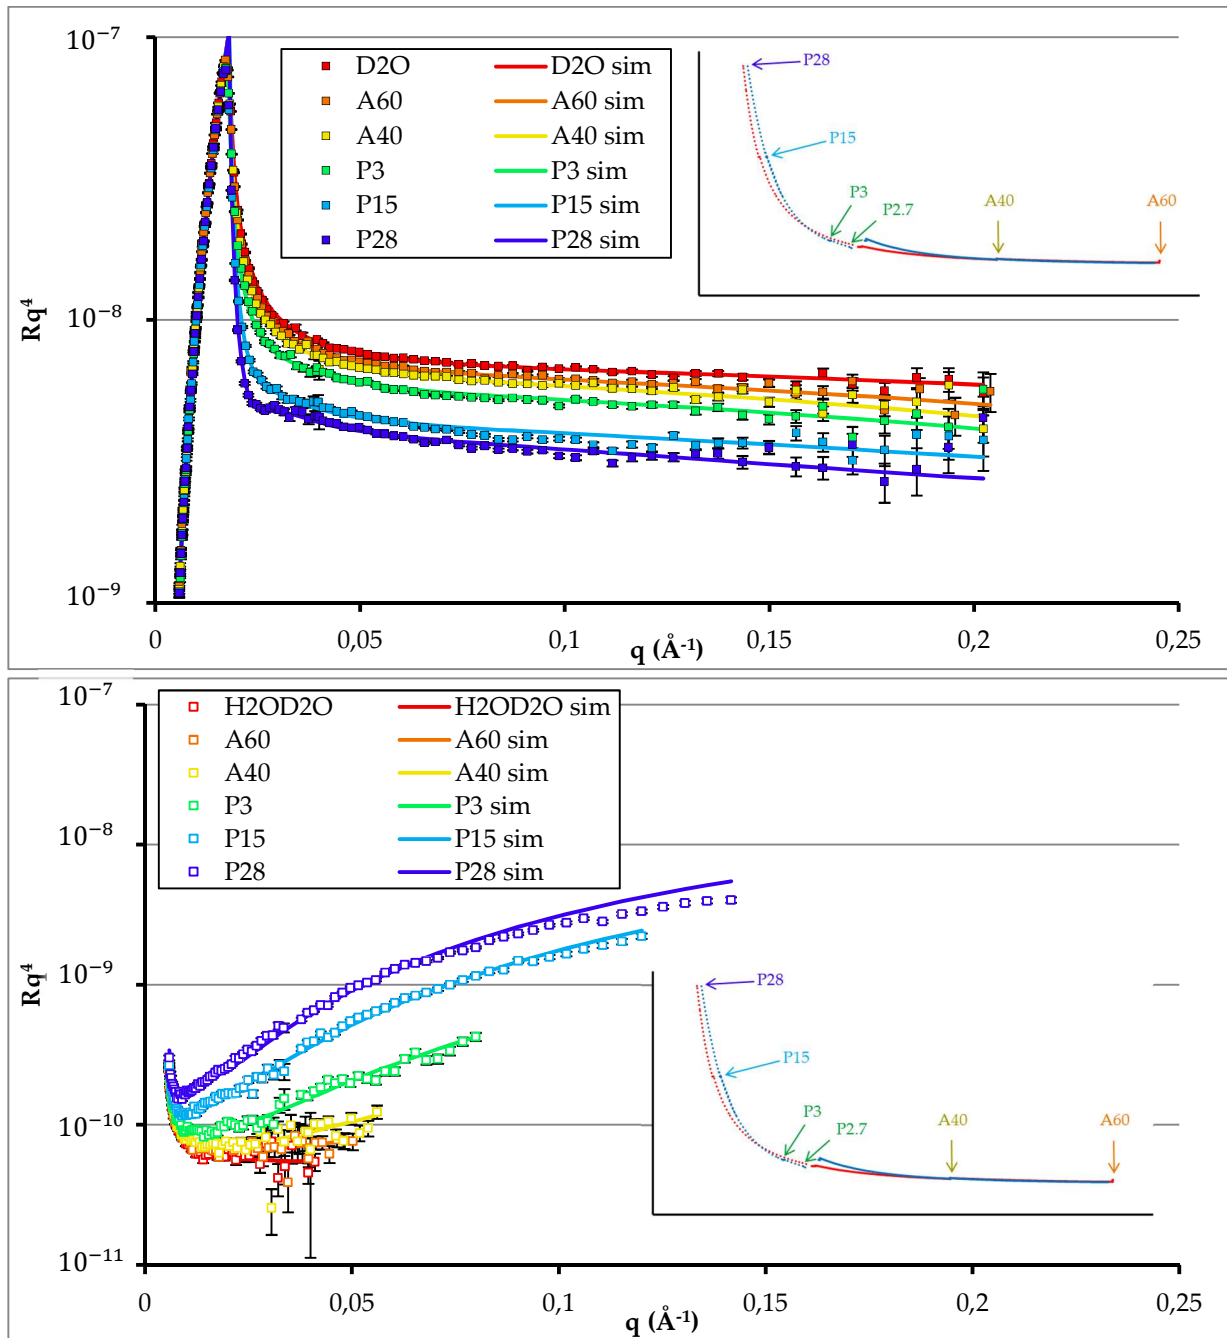 10⁻⁷
D2O D2O sim
A60 A60 sim
A40 A40 sim
P3 P3 sim
P15 P15 sim
P28 P28 sim
P28
P15
P3
P2.7
A40
A60
Rq⁴
10⁻⁸
10⁻⁹
0 0,05 0,1 0,15 0,2 0,25
q (Å⁻¹)
10⁻⁷
H2OD2O H2OD2O sim
A60 A60 sim
A40 A40 sim
P3 P3 sim
P15 P15 sim
P28 P28 sim
10⁻⁸
Rq⁴
10⁻⁹
P28
P15
P3
P2.7
A40
A60
10⁻¹⁰
10⁻¹¹
0 0,05 0,1 0,15 0,2 0,25
q (Å⁻¹)